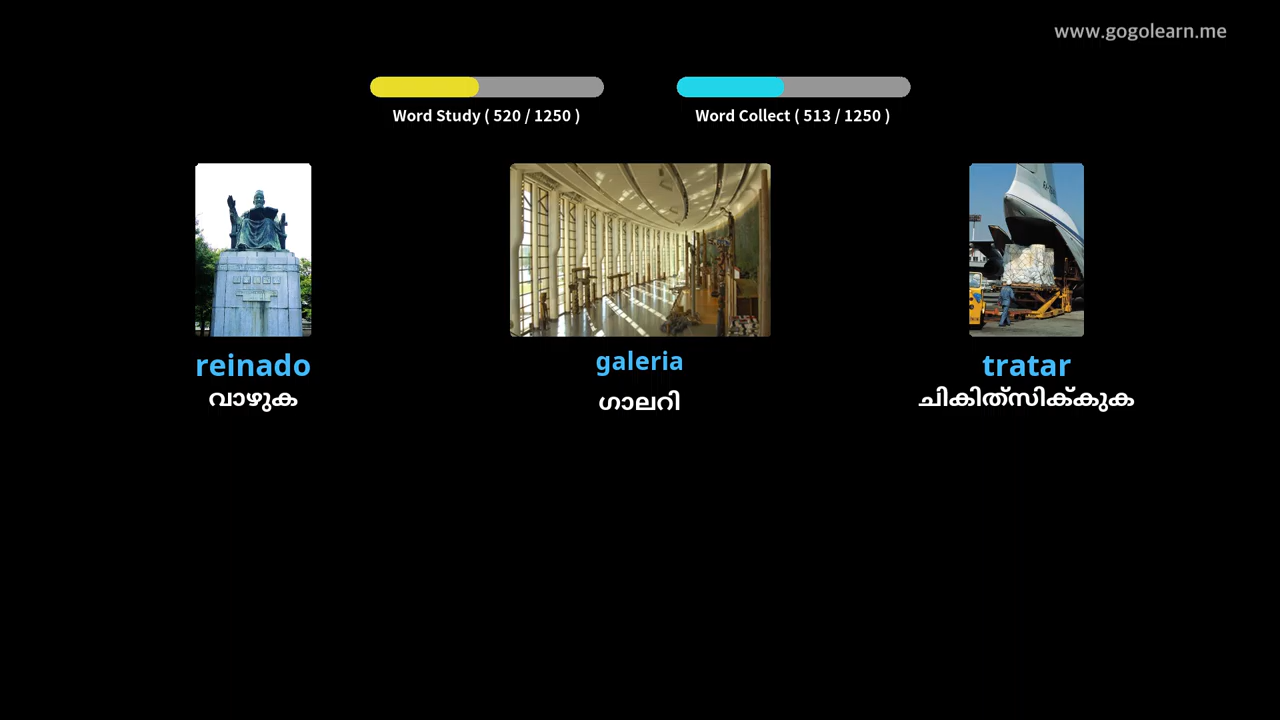 www.gogolearn.me
Word Study ( 520 / 1250 )
Word Collect ( 513 / 1250 )
reinado
വാഴുക
galeria
ഗാലറി
tratar
ചികിത്സിക്കുക